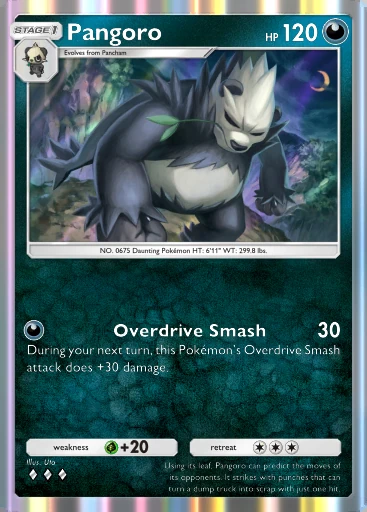 STAGE 1
Pangoro
HP 120
Evolves from Pancham
NO. 0675 Daunting Pokémon HT: 6'11" WT: 299.8 lbs.
Overdrive Smash 30
During your next turn, this Pokémon's Overdrive Smash
attack does +30 damage.
weakness +20
retreat
Illus. Uta
Using its leaf, Pangoro can predict the moves of
its opponents. It strikes with punches that can
turn a dump truck into scrap with just one hit.